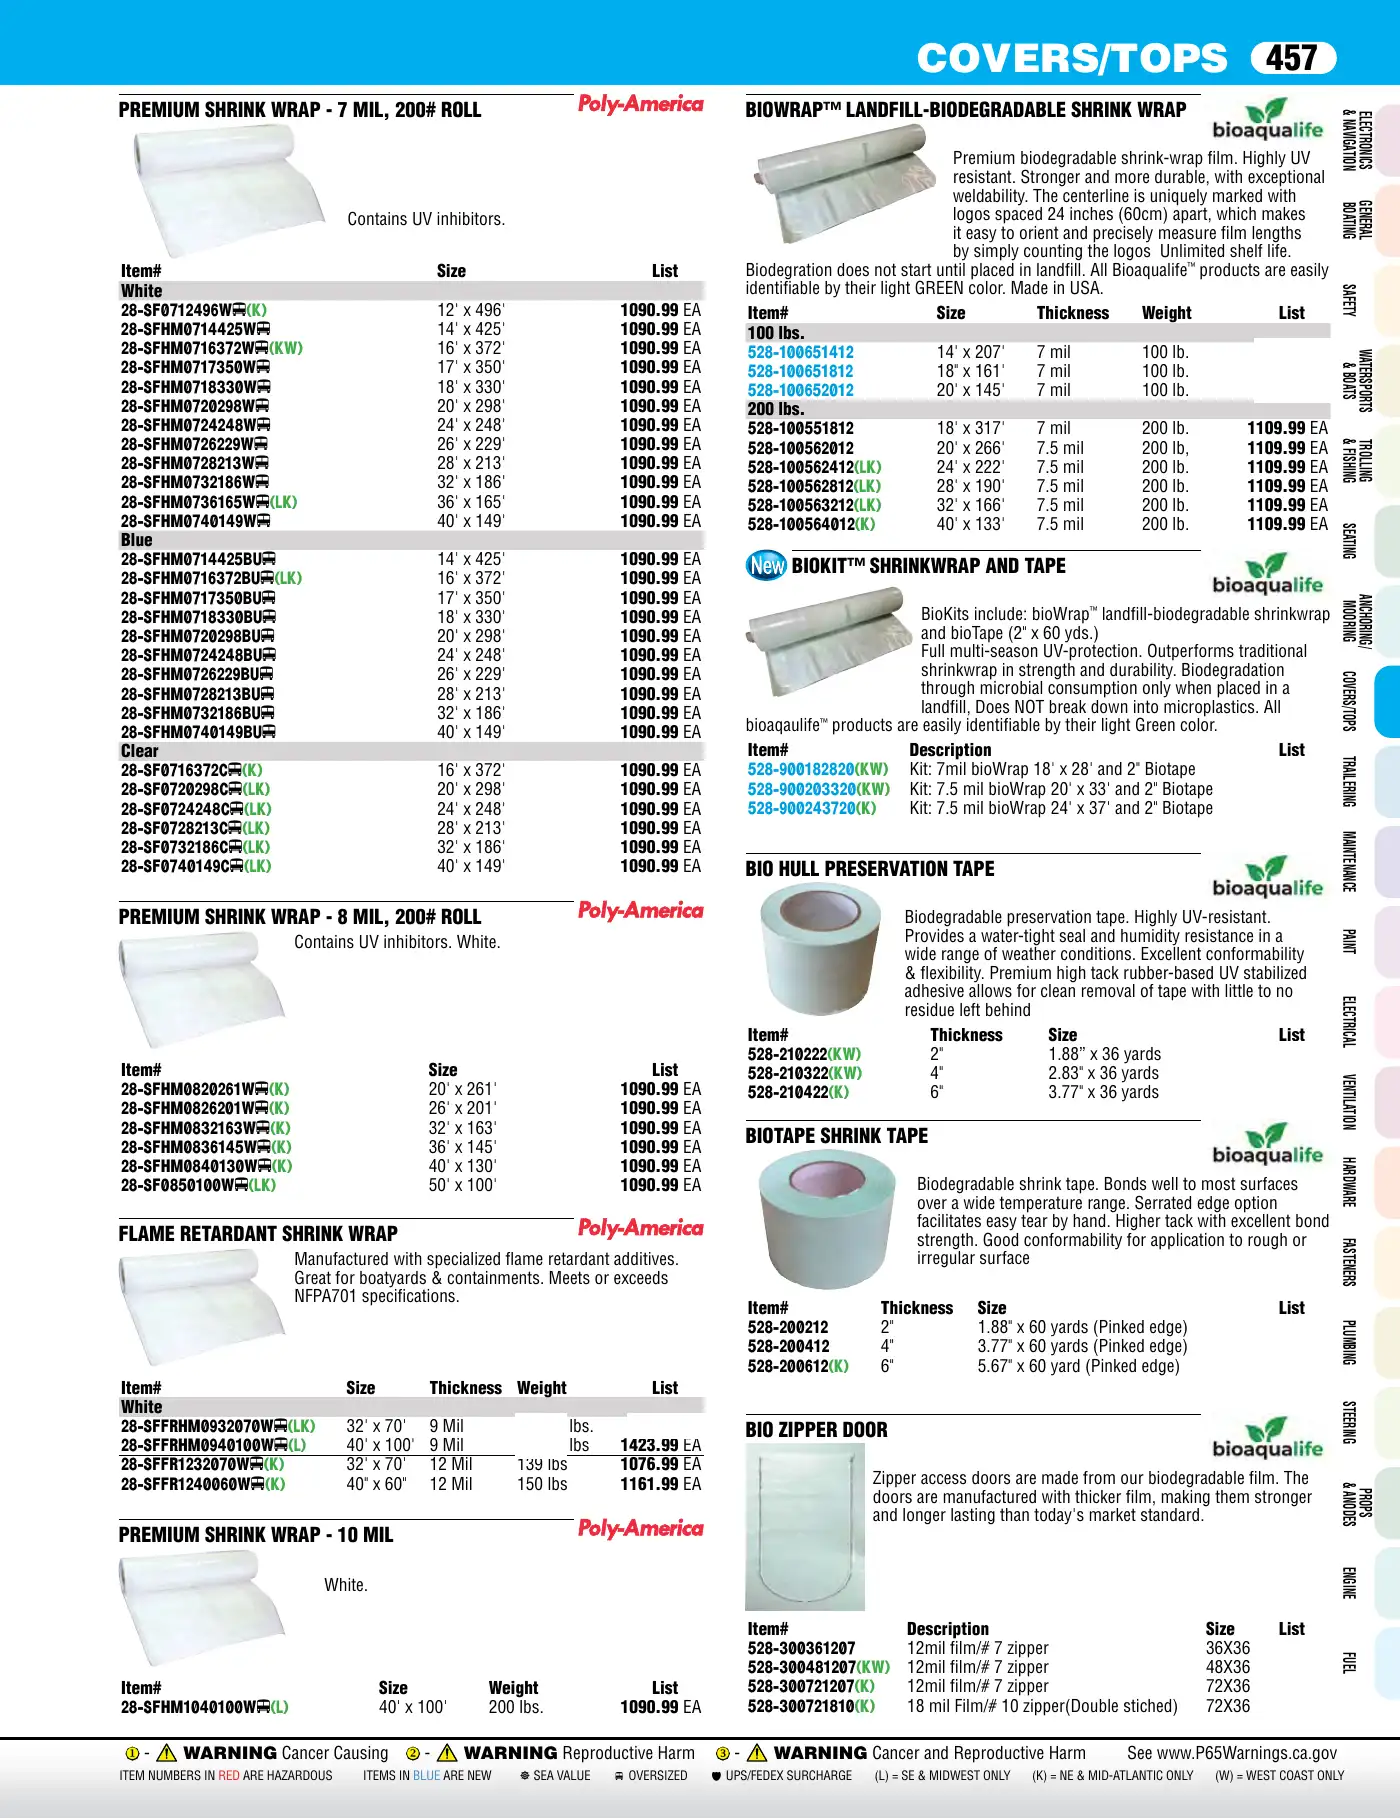 COVERS/TOPS 457
PREMIUM SHRINK WRAP - 7 MIL, 200# ROLL
Poly-America
Contains UV inhibitors.
Item# Size List
White
28-SF0712496W(K) 12' x 496' 1090.99 EA
28-SFHM0714425W 14' x 425' 1090.99 EA
28-SFHM0716372W(KW) 16' x 372' 1090.99 EA
28-SFHM0717350W 17' x 350' 1090.99 EA
28-SFHM0718330W 18' x 330' 1090.99 EA
28-SFHM0720298W 20' x 298' 1090.99 EA
28-SFHM0724248W 24' x 248' 1090.99 EA
28-SFHM0726229W 26' x 229' 1090.99 EA
28-SFHM0728213W 28' x 213' 1090.99 EA
28-SFHM0732186W 32' x 186' 1090.99 EA
28-SFHM0736165W(LK) 36' x 165' 1090.99 EA
28-SFHM0740149W 40' x 149' 1090.99 EA
Blue
28-SFHM0714425BU 14' x 425' 1090.99 EA
28-SFHM0716372BU(LK) 16' x 372' 1090.99 EA
28-SFHM0717350BU 17' x 350' 1090.99 EA
28-SFHM0718330BU 18' x 330' 1090.99 EA
28-SFHM0720298BU 20' x 298' 1090.99 EA
28-SFHM0724248BU 24' x 248' 1090.99 EA
28-SFHM0726229BU 26' x 229' 1090.99 EA
28-SFHM0728213BU 28' x 213' 1090.99 EA
28-SFHM0732186BU 32' x 186' 1090.99 EA
28-SFHM0740149BU 40' x 149' 1090.99 EA
Clear
28-SF0716372C(K) 16' x 372' 1090.99 EA
28-SF0720298C(LK) 20' x 298' 1090.99 EA
28-SF0724248C(LK) 24' x 248' 1090.99 EA
28-SF0728213C(LK) 28' x 213' 1090.99 EA
28-SF0732186C(LK) 32' x 186' 1090.99 EA
28-SF0740149C(LK) 40' x 149' 1090.99 EA
PREMIUM SHRINK WRAP - 8 MIL, 200# ROLL
Poly-America
Contains UV inhibitors. White.
Item# Size List
28-SFHM0820261W(K) 20' x 261' 1090.99 EA
28-SFHM0826201W(K) 26' x 201' 1090.99 EA
28-SFHM0832163W(K) 32' x 163' 1090.99 EA
28-SFHM0836145W(K) 36' x 145' 1090.99 EA
28-SFHM0840130W(K) 40' x 130' 1090.99 EA
28-SF0850100W(LK) 50' x 100' 1090.99 EA
FLAME RETARDANT SHRINK WRAP
Poly-America
Manufactured with specialized flame retardant additives.
Great for boatyards & containments. Meets or exceeds
NFPA701 specifications.
Item# Size Thickness Weight List
White
28-SFFRHM0932070W(LK) 32' x 70' 9 Mil lbs.
28-SFFRHM0940100W(L) 40' x 100' 9 Mil lbs 1423.99 EA
28-SFFR1232070W(K) 32' x 70' 12 Mil 139 lbs 1076.99 EA
28-SFFR1240060W(K) 40" x 60" 12 Mil 150 lbs 1161.99 EA
PREMIUM SHRINK WRAP - 10 MIL
Poly-America
White.
Item# Size Weight List
28-SFHM1040100W(L) 40' x 100' 200 lbs. 1090.99 EA
BIOWRAP™ LANDFILL-BIODEGRADABLE SHRINK WRAP
bioaqualife
Premium biodegradable shrink-wrap film. Highly UV
resistant. Stronger and more durable, with exceptional
weldability. The centerline is uniquely marked with
logos spaced 24 inches (60cm) apart, which makes
it easy to orient and precisely measure film lengths
by simply counting the logos Unlimited shelf life.
Biodegration does not start until placed in landfill. All Bioaqualife™ products are easily
identifiable by their light GREEN color. Made in USA.
Item# Size Thickness Weight List
100 lbs.
528-100651412 14' x 207' 7 mil 100 lb.
528-100651812 18" x 161' 7 mil 100 lb.
528-100652012 20' x 145' 7 mil 100 lb.
200 lbs.
528-100551812 18' x 317' 7 mil 200 lb. 1109.99 EA
528-100562012 20' x 266' 7.5 mil 200 lb, 1109.99 EA
528-100562412(LK) 24' x 222' 7.5 mil 200 lb. 1109.99 EA
528-100562812(LK) 28' x 190' 7.5 mil 200 lb. 1109.99 EA
528-100563212(LK) 32' x 166' 7.5 mil 200 lb. 1109.99 EA
528-100564012(K) 40' x 133' 7.5 mil 200 lb. 1109.99 EA
New BIOKIT™ SHRINKWRAP AND TAPE
bioaqualife
BioKits include: bioWrap™ landfill-biodegradable shrinkwrap
and bioTape (2" x 60 yds.)
Full multi-season UV-protection. Outperforms traditional
shrinkwrap in strength and durability. Biodegradation
through microbial consumption only when placed in a
landfill, Does NOT break down into microplastics. All
bioaqaulife™ products are easily identifiable by their light Green color.
Item# Description List
528-900182820(KW) Kit: 7mil bioWrap 18' x 28' and 2" Biotape
528-900203320(KW) Kit: 7.5 mil bioWrap 20' x 33' and 2" Biotape
528-900243720(K) Kit: 7.5 mil bioWrap 24' x 37' and 2" Biotape
BIO HULL PRESERVATION TAPE
bioaqualife
Biodegradable preservation tape. Highly UV-resistant.
Provides a water-tight seal and humidity resistance in a
wide range of weather conditions. Excellent conformability
& flexibility. Premium high tack rubber-based UV stabilized
adhesive allows for clean removal of tape with little to no
residue left behind
Item# Thickness Size List
528-210222(KW) 2" 1.88” x 36 yards
528-210322(KW) 4" 2.83" x 36 yards
528-210422(K) 6" 3.77" x 36 yards
BIOTAPE SHRINK TAPE
bioaqualife
Biodegradable shrink tape. Bonds well to most surfaces
over a wide temperature range. Serrated edge option
facilitates easy tear by hand. Higher tack with excellent bond
strength. Good conformability for application to rough or
irregular surface
Item# Thickness Size List
528-200212 2" 1.88" x 60 yards (Pinked edge)
528-200412 4" 3.77" x 60 yards (Pinked edge)
528-200612(K) 6" 5.67" x 60 yard (Pinked edge)
BIO ZIPPER DOOR
bioaqualife
Zipper access doors are made from our biodegradable film. The
doors are manufactured with thicker film, making them stronger
and longer lasting than today's market standard.
Item# Description Size List
528-300361207 12mil film/# 7 zipper 36X36
528-300481207(KW) 12mil film/# 7 zipper 48X36
528-300721207(K) 12mil film/# 7 zipper 72X36
528-300721810(K) 18 mil Film/# 10 zipper(Double stiched) 72X36
ELECTRONICS
& NAVIGATION
GENERAL
BOATING
SAFETY
WATERSPORTS
& BOATS
TROLLING
& FISHING
SEATING
ANCHORING/
MOORING
COVERS/TOPS
TRAILERING
MAINTENANCE
PAINT
ELECTRICAL
VENTILATION
HARDWARE
FASTENERS
PLUMBING
STEERING
PROPS
& ANODES
ENGINE
FUEL
1 - WARNING Cancer Causing 2 - WARNING Reproductive Harm 3 - WARNING Cancer and Reproductive Harm See www.P65Warnings.ca.gov
ITEM NUMBERS IN RED ARE HAZARDOUS ITEMS IN BLUE ARE NEW SEA VALUE OVERSIZED UPS/FEDEX SURCHARGE (L) = SE & MIDWEST ONLY (K) = NE & MID-ATLANTIC ONLY (W) = WEST COAST ONLY